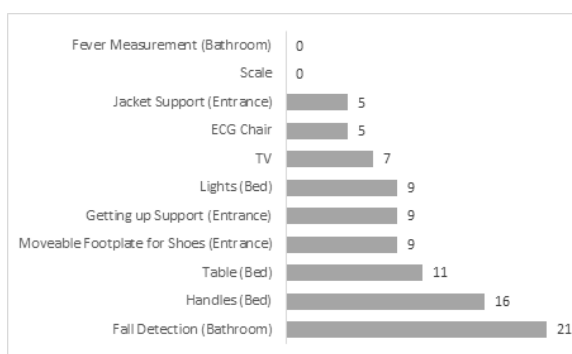 Fever Measurement (Bathroom) 0
Scale 0
Jacket Support (Entrance) 5
ECG Chair 5
TV 7
Lights (Bed) 9
Getting up Support (Entrance) 9
Moveable Footplate for Shoes (Entrance) 9
Table (Bed) 11
Handles (Bed) 16
Fall Detection (Bathroom) 21